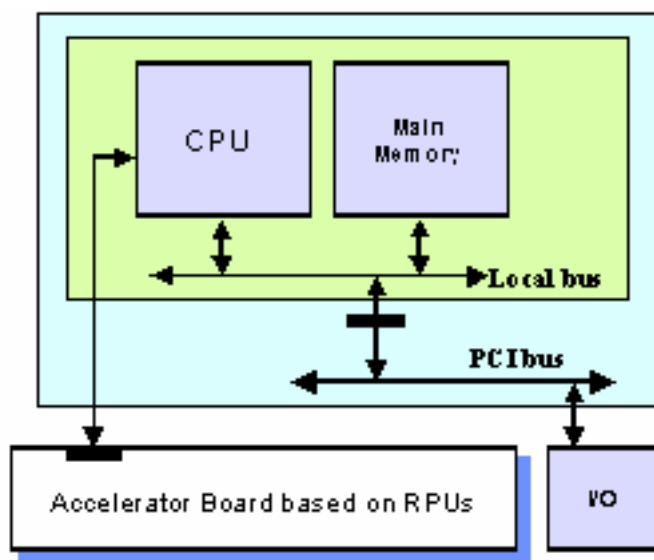 CPU
Main
Memory
Local bus
PCI bus
Accelerator Board based on RPUs
I/O